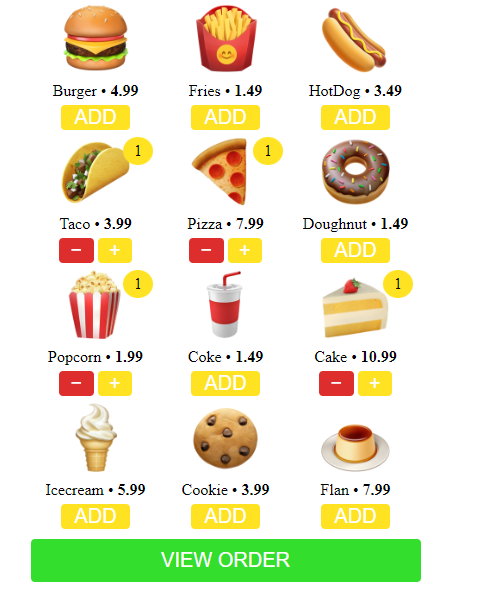 Burger • 4.99 Fries • 1.49 HotDog • 3.49
ADD ADD ADD
1 1
Taco • 3.99 Pizza • 7.99 Doughnut • 1.49
− + − + ADD
1 1
Popcorn • 1.99 Coke • 1.49 Cake • 10.99
− + ADD − +
Icecream • 5.99 Cookie • 3.99 Flan • 7.99
ADD ADD ADD
VIEW ORDER